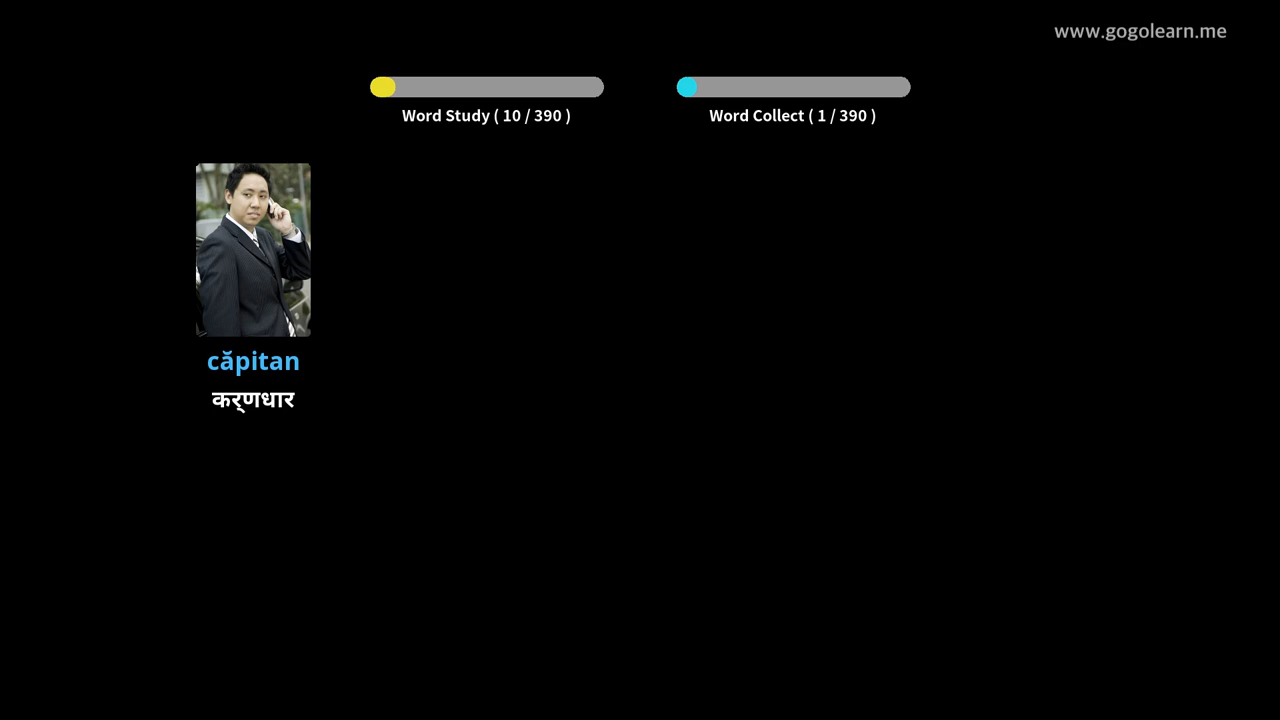 www.gogolearn.me
Word Study ( 10 / 390 )
Word Collect ( 1 / 390 )
căpitan
कर्णधार